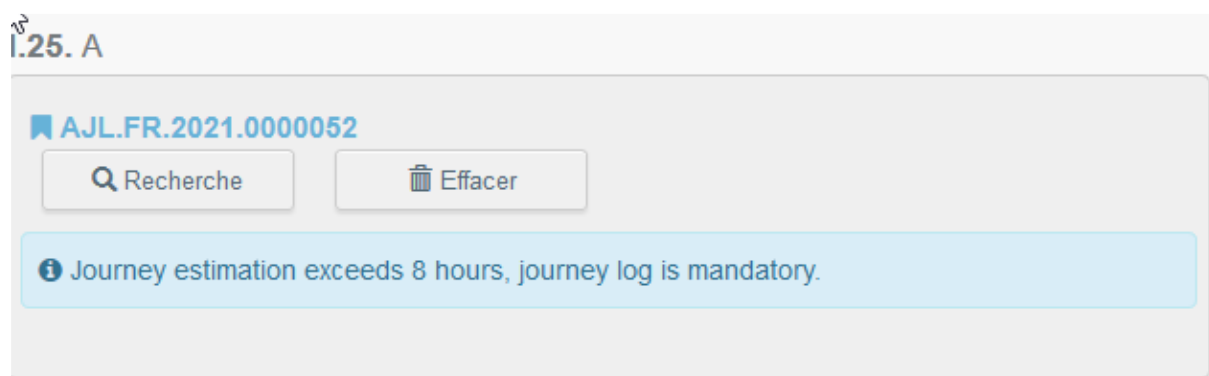 I.25. A
AJL.FR.2021.0000052
Recherche
Effacer
Journey estimation exceeds 8 hours, journey log is mandatory.